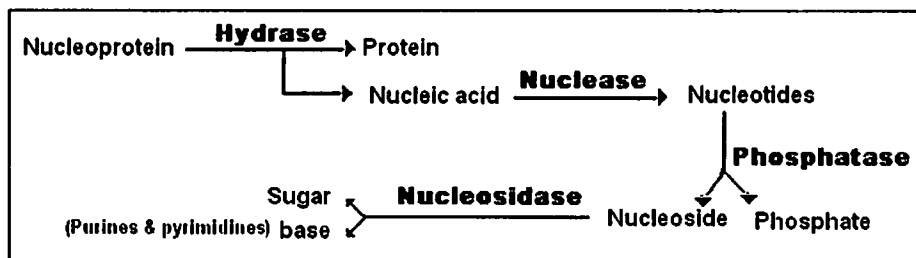 Hydrase
Nucleoprotein Protein
Nucleic acid Nuclease Nucleotides
Phosphatase
Sugar Nucleosidase Nucleoside Phosphate
(Purines & pyrimidines) base